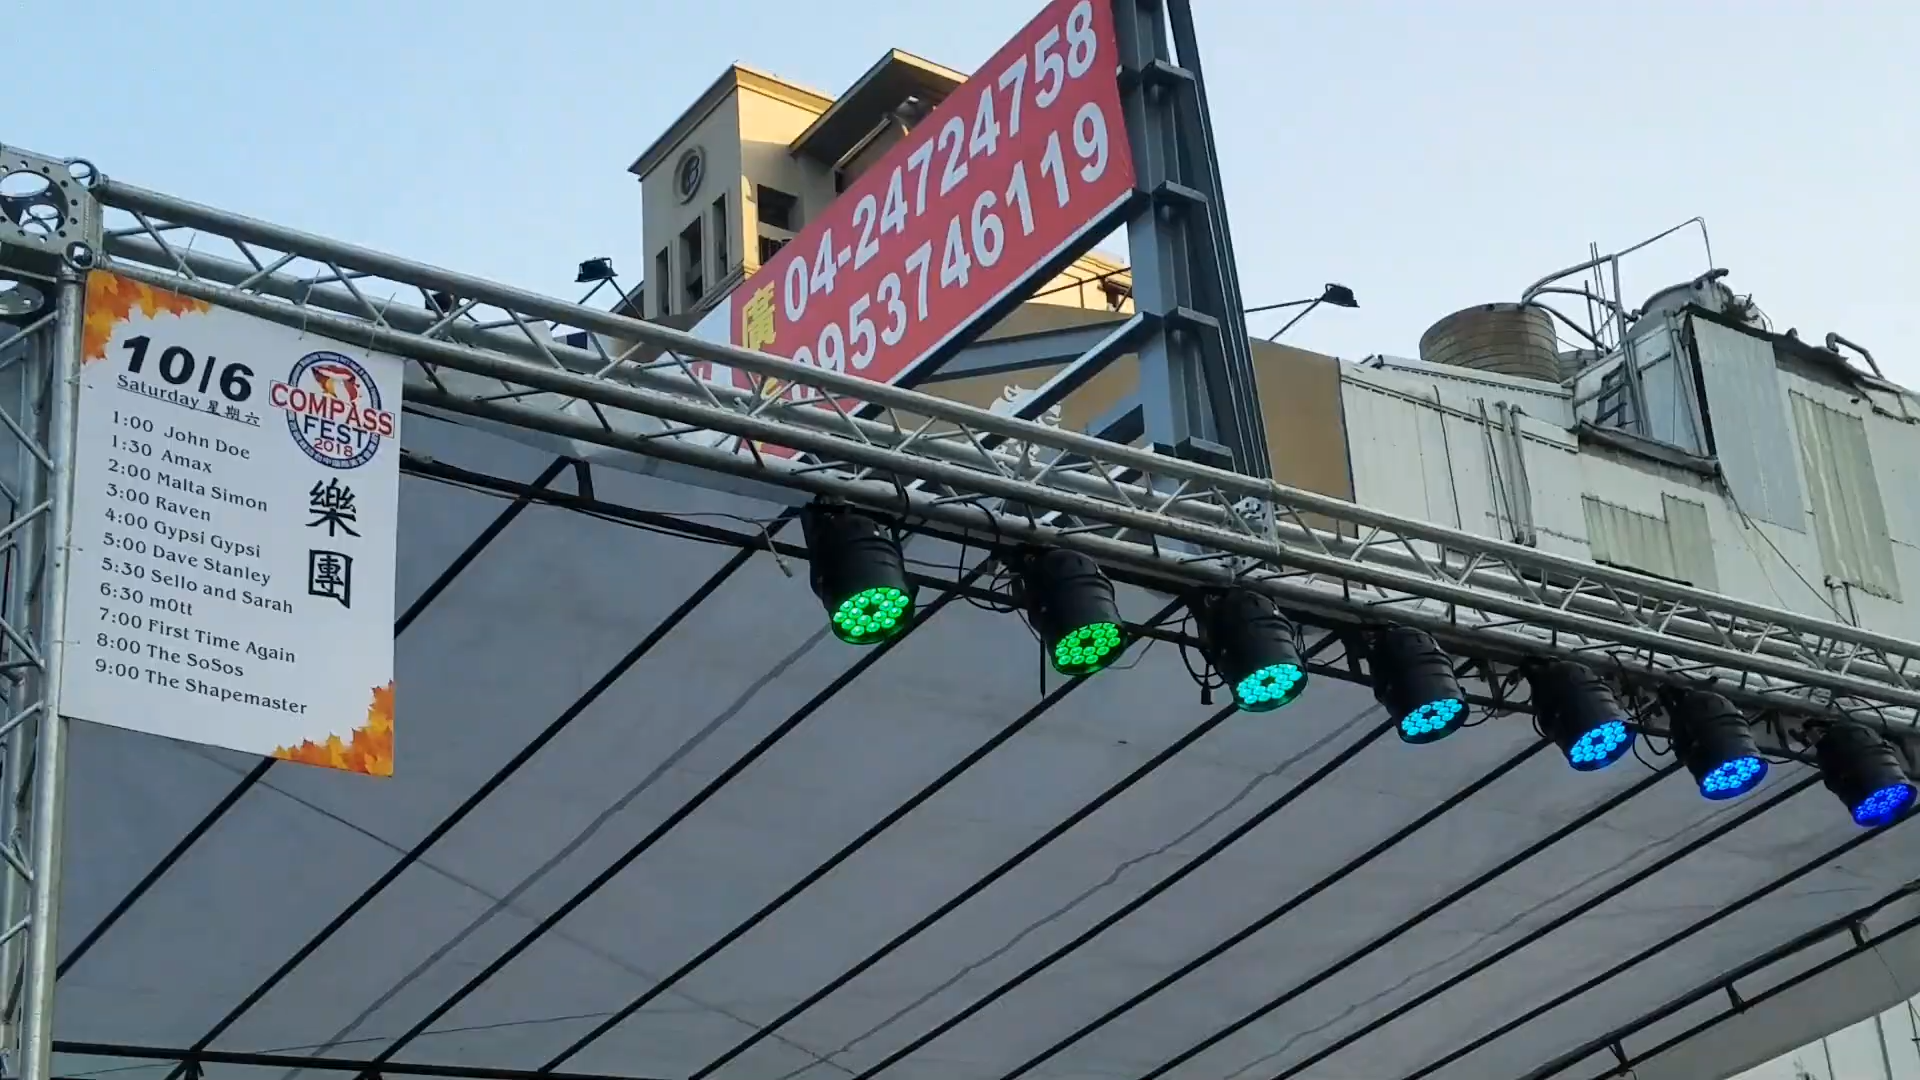 10/6
Saturday 星期六
COMPASS
FEST
2018
1:00 John Doe
1:30 Amax
2:00 Malta Simon
3:00 Raven
4:00 Gypsi Gypsi
5:00 Dave Stanley
5:30 Sello and Sarah
6:30 m0tt
7:00 First Time Again
8:00 The SoSos
9:00 The Shapemaster
樂團
廣
04-24724758
0953746119